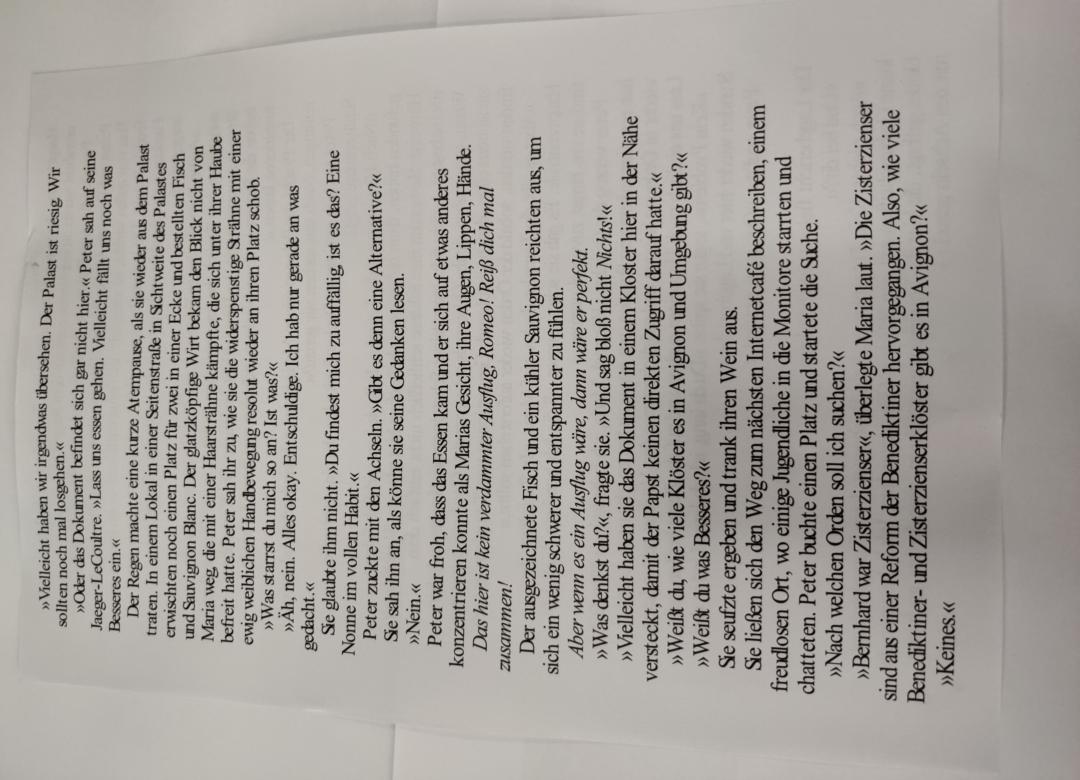 »Vielleicht haben wir irgendwas übersehen. Der Palast ist riesig. Wir
sollten noch mal losgehen.«
»Oder das Dokument befindet sich gar nicht hier.« Peter sah auf seine
Jaeger-LeCoultre. »Lass uns essen gehen. Vielleicht fällt uns noch was
Besseres ein.«
Der Regen machte eine kurze Atempause, als sie wieder aus dem Palast
traten. In einem Lokal in einer Seitenstraße in Sichtweite des Palastes
erwischten noch einen Platz für zwei in einer Ecke und bestellten Fisch
und Sauvignon Blanc. Der glatzköpfige Wirt bekam den Blick nicht von
Maria weg, die mit einer Haarsträhne kämpfte, die sich unter ihrer Haube
befreit hatte. Peter sah ihr zu, wie sie die widerspenstige Strähne mit einer
ewig weiblichen Handbewegung resolut wieder an ihren Platz schob.
»Was starrst du mich so an? Ist was?«
»Äh, nein. Alles okay. Entschuldige. Ich hab nur gerade an was
gedacht.«
Sie glaubte ihm nicht. »Du findest mich zu auffällig, ist es das? Eine
Nonne im vollen Habit.«
Peter zuckte mit den Achseln. »Gibt es denn eine Alternative?«
Sie sah ihn an, als könne sie seine Gedanken lesen.
»Nein.«
Peter war froh, dass das Essen kam und er sich auf etwas anderes
konzentrieren konnte als Marias Gesicht, ihre Augen, Lippen, Hände.
Das hier ist kein verdammter Ausflug, Romeo! Reiß dich mal
zusammen!
Der ausgezeichnete Fisch und ein kühler Sauvignon reichten aus, um
sich ein wenig schwerer und entspannter zu fühlen.
Aber wenn es ein Ausflug wäre, dann wäre er perfekt.
»Was denkst du?«, fragte sie. »Und sag bloß nicht Nichts!«
»Vielleicht haben sie das Dokument in einem Kloster hier in der Nähe
versteckt, damit der Papst keinen direkten Zugriff darauf hatte.«
»Weißt du, wie viele Klöster es in Avignon und Umgebung gibt?«
»Weißt du was Besseres?«
Sie seufzte ergeben und trank ihren Wein aus.
Sie ließen sich den Weg zum nächsten Internetcafé beschreiben, einem
freudlosen Ort, wo einige Jugendliche in die Monitore starrten und
chatteten. Peter buchte einen Platz und startete die Suche.
»Nach welchen Orden soll ich suchen?«
»Bernhard war Zisterzienser«, überlegte Maria laut. »Die Zisterzienser
sind aus einer Reform der Benediktiner hervorgegangen. Also, wie viele
Benediktiner- und Zisterzienserklöster gibt es in Avignon?«
»Keines.«